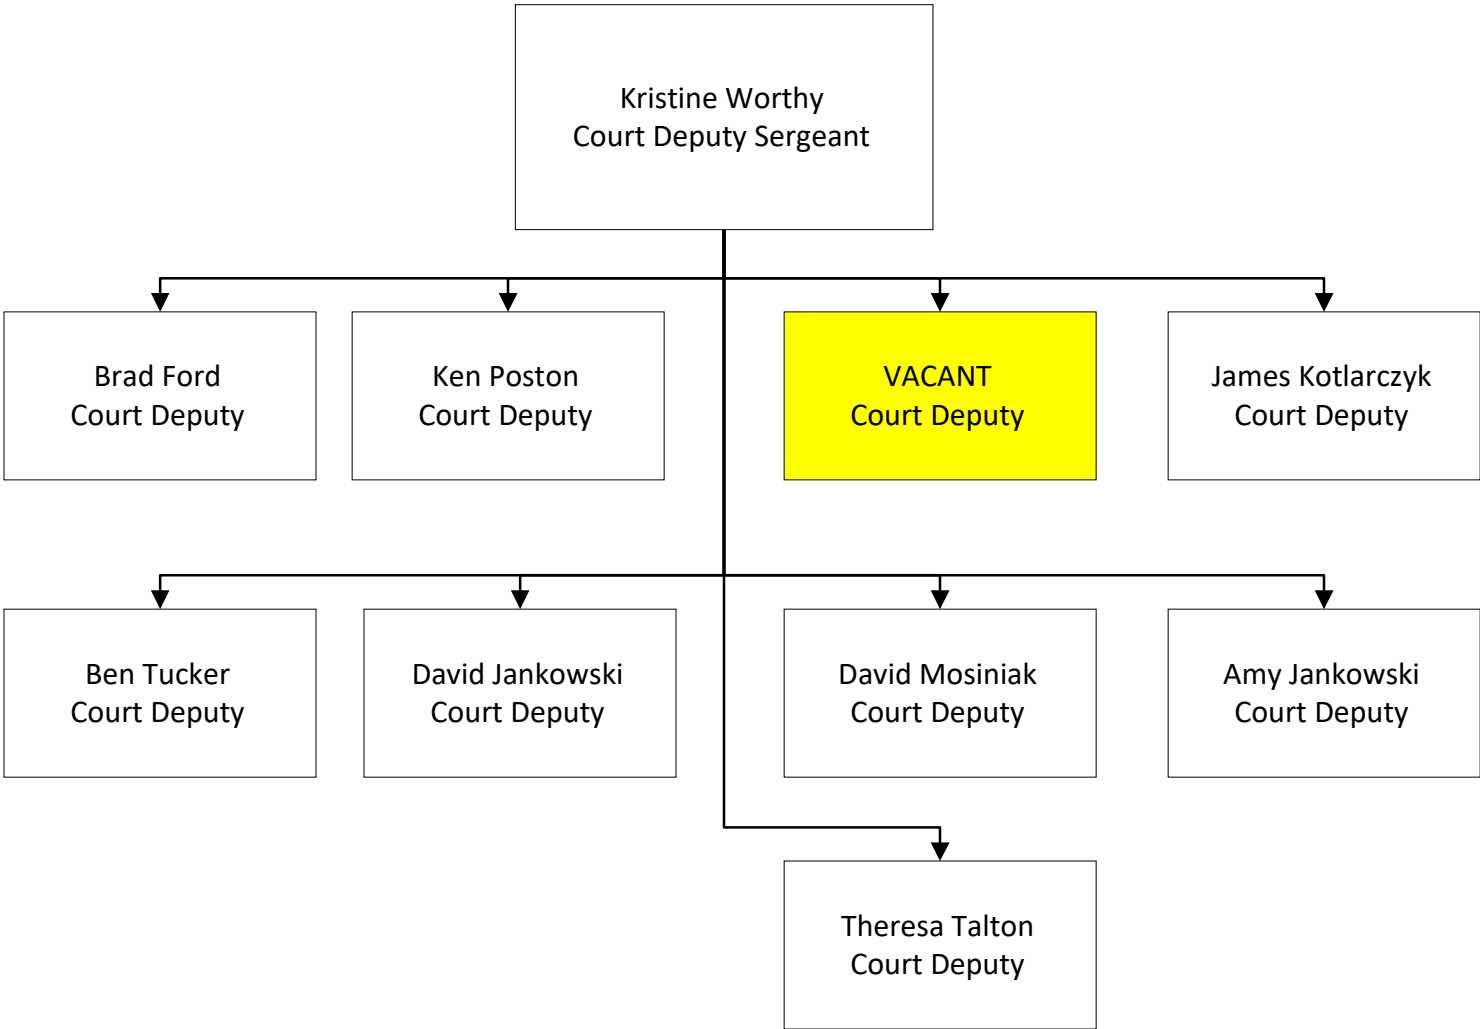 Kristine Worthy
Court Deputy Sergeant
Brad Ford
Court Deputy
Ken Poston
Court Deputy
VACANT
Court Deputy
James Kotlarczyk
Court Deputy
Ben Tucker
Court Deputy
David Jankowski
Court Deputy
David Mosiniak
Court Deputy
Amy Jankowski
Court Deputy
Theresa Talton
Court Deputy